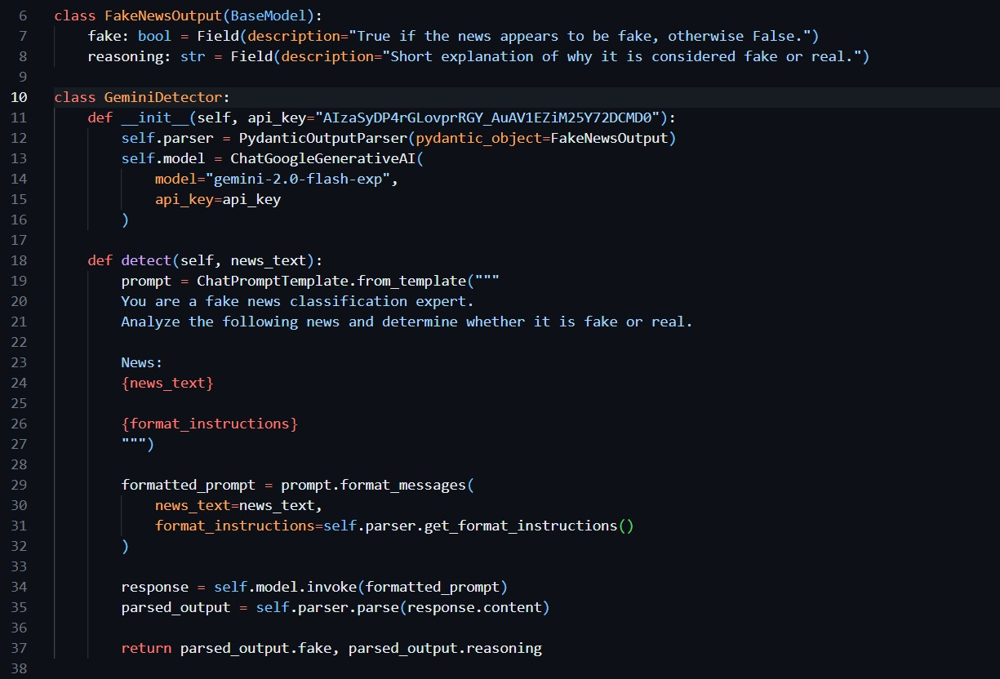 6 class FakeNewsOutput(BaseModel):
7 fake: bool = Field(description="True if the news appears to be fake, otherwise False.")
8 reasoning: str = Field(description="Short explanation of why it is considered fake or real.")
9
10 class GeminiDetector:
11 def __init__(self, api_key="AIzaSyDP4rGLovprRGY_AuAV1EZiM25Y72DCMD0"):
12 self.parser = PydanticOutputParser(pydantic_object=FakeNewsOutput)
13 self.model = ChatGoogleGenerativeAI(
14 model="gemini-2.0-flash-exp",
15 api_key=api_key
16 )
17
18 def detect(self, news_text):
19 prompt = ChatPromptTemplate.from_template("""
20 You are a fake news classification expert.
21 Analyze the following news and determine whether it is fake or real.
22
23 News:
24 {news_text}
25
26 {format_instructions}
27 """)
28
29 formatted_prompt = prompt.format_messages(
30 news_text=news_text,
31 format_instructions=self.parser.get_format_instructions()
32 )
33
34 response = self.model.invoke(formatted_prompt)
35 parsed_output = self.parser.parse(response.content)
36
37 return parsed_output.fake, parsed_output.reasoning
38